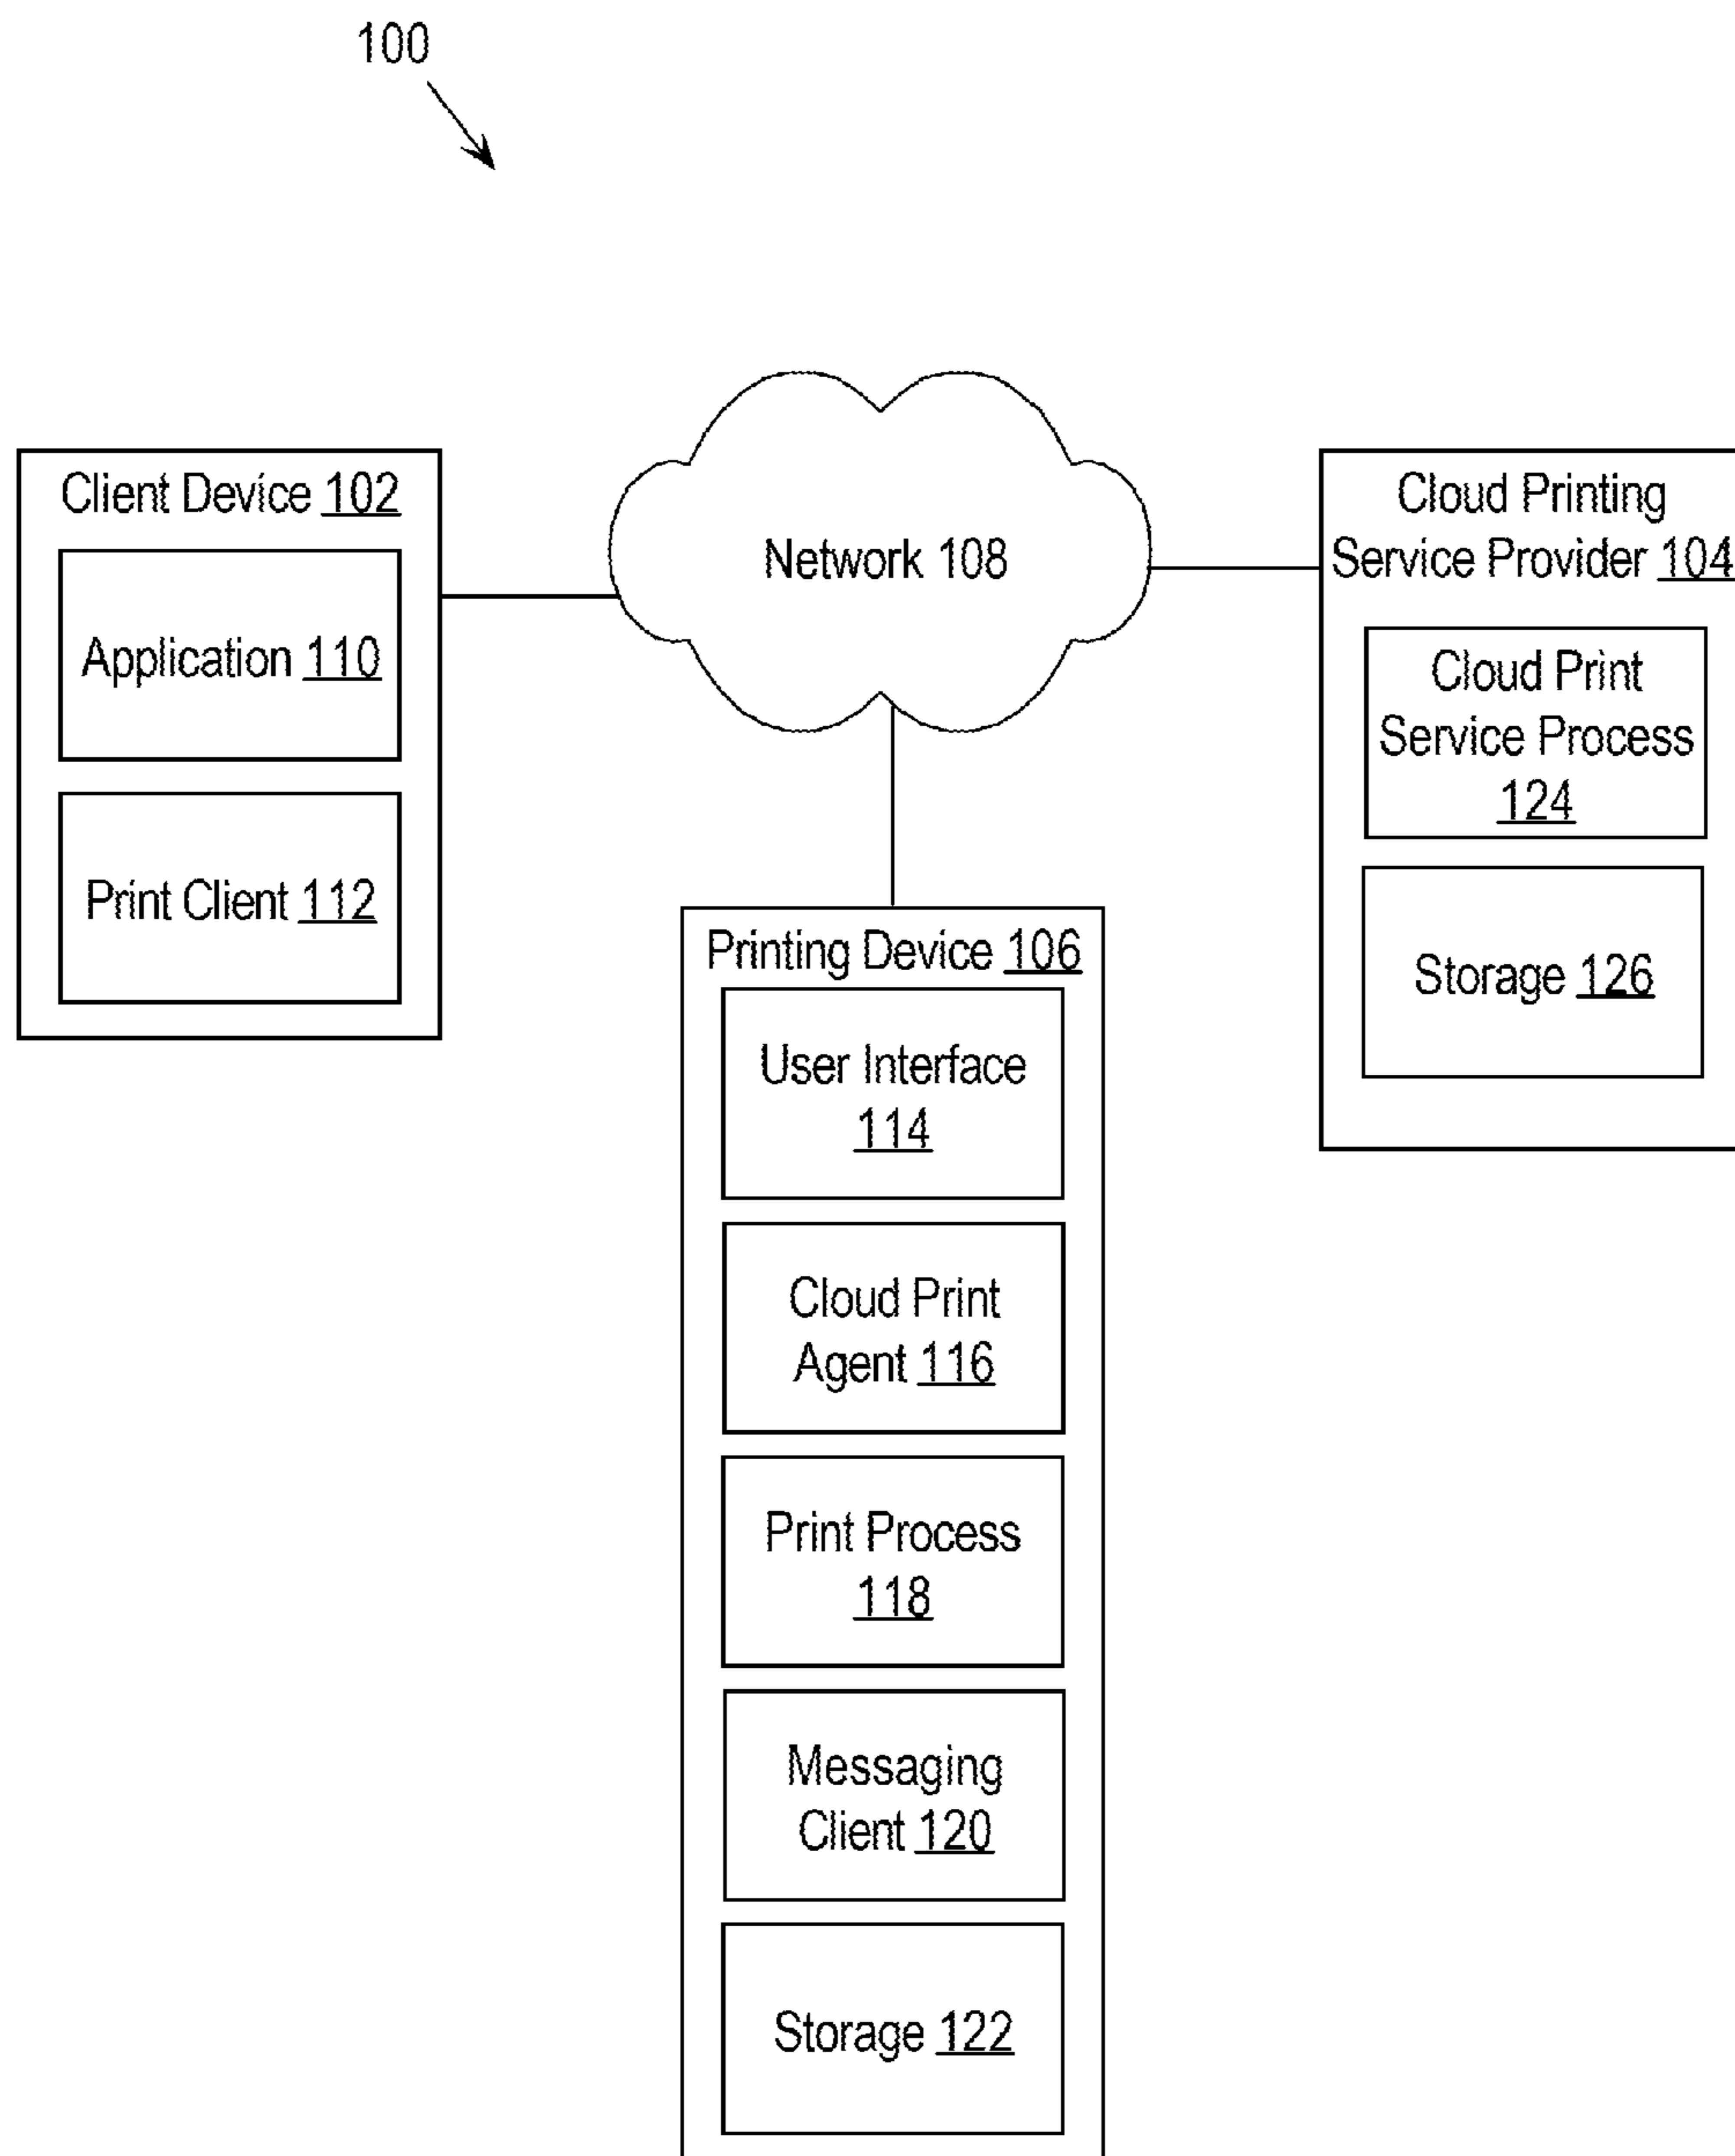 100
Client Device 102
Application 110
Print Client 112
Network 108
Cloud Printing
Service Provider 104
Cloud Print
Service Process
124
Storage 126
Printing Device 106
User Interface
114
Cloud Print
Agent 116
Print Process
118
Messaging
Client 120
Storage 122